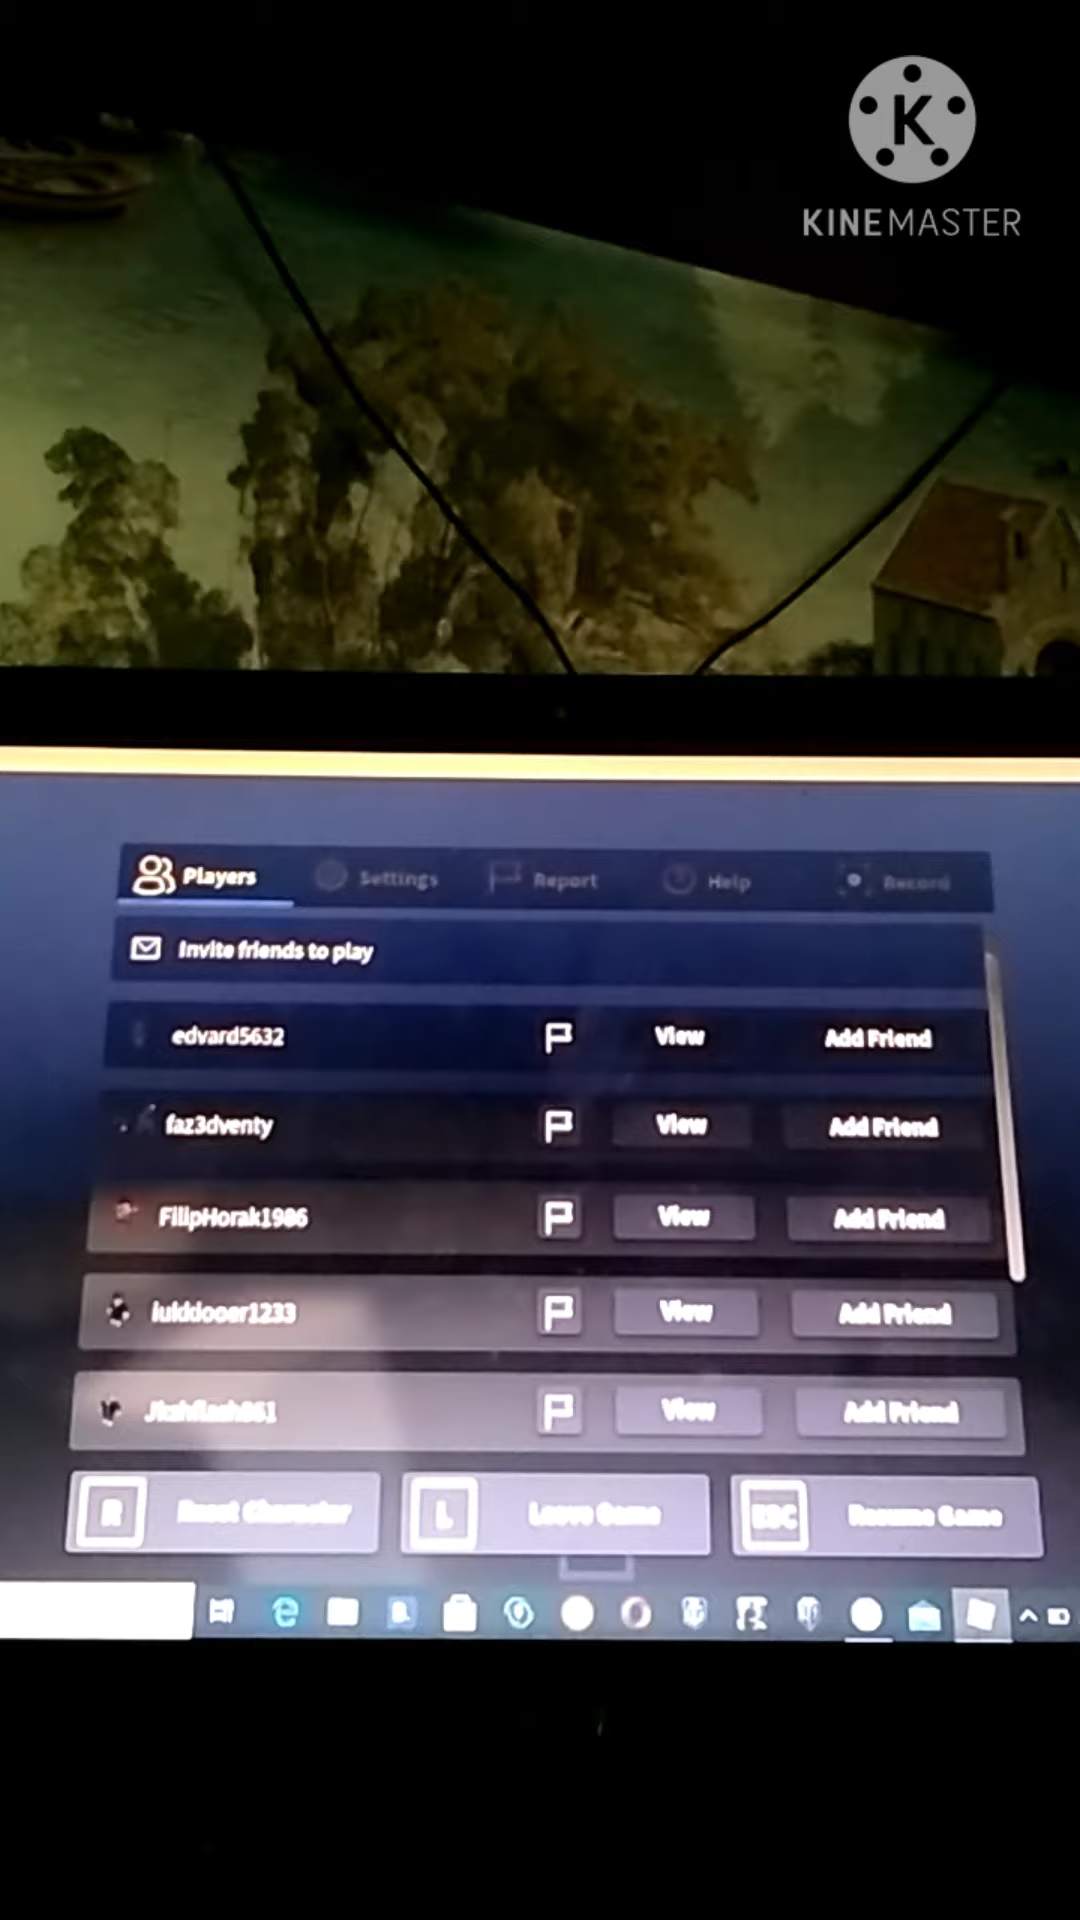 K
KINEMASTER
Players Settings Report Help Record
Invite friends to play
edvard5632 View Add Friend
faz3dventy View Add Friend
FilipHorak1986 View Add Friend
View Add Friend
View Add Friend
R Reset Character L Leave Game ESC Resume Game